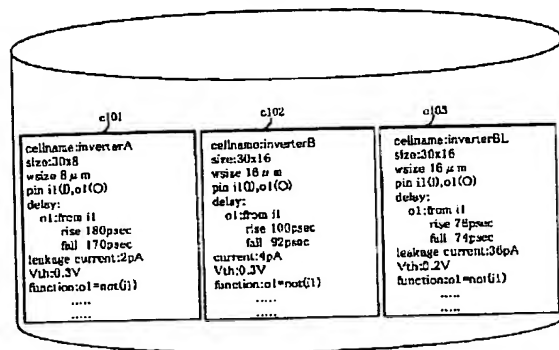 c101
cellname:inverterA
size:30x8
wsize 8μm
pin i1(I),o1(O)
delay:
o1:from i1
rise 180psec
fall 170psec
leakage current:2pA
Vth:0.3V
function:o1=not(i1)
.....
.....
c102
cellname:inverterB
size:30x16
wsize 16μm
pin i1(I),o1(O)
delay:
o1:from i1
rise 100psec
fall 92psec
current:4pA
Vth:0.3V
function:o1=not(i1)
.....
.....
c103
cellname:inverterBL
size:30x16
wsize 16μm
pin i1(I),o1(O)
delay:
o1:from i1
rise 78psec
fall 74psec
leakage current:36pA
Vth:0.2V
function:o1=not(i1)
.....
.....